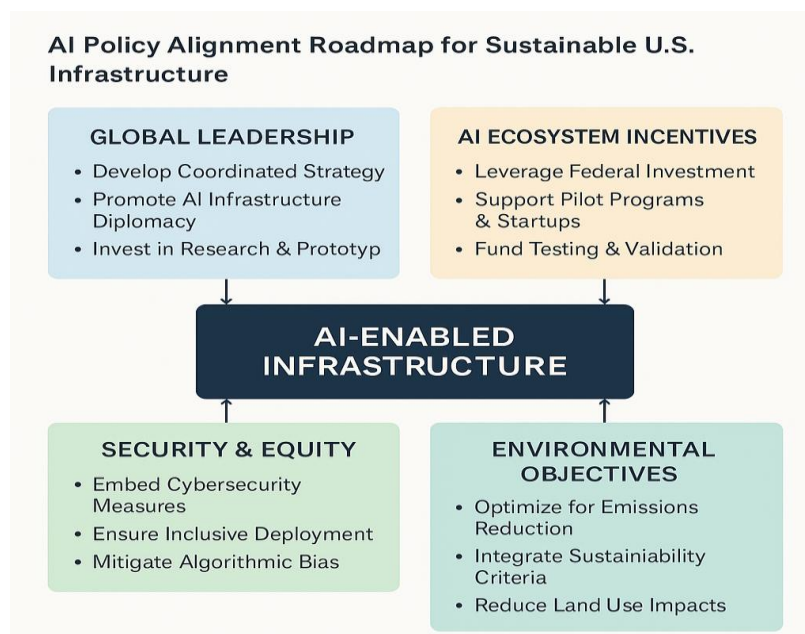 AI Policy Alignment Roadmap for Sustainable U.S.
Infrastructure
GLOBAL LEADERSHIP
• Develop Coordinated Strategy
• Promote AI Infrastructure
Diplomacy
• Invest in Research & Prototyp
AI ECOSYSTEM INCENTIVES
• Leverage Federal Investment
• Support Pilot Programs
& Startups
• Fund Testing & Validation
AI-ENABLED
INFRASTRUCTURE
SECURITY & EQUITY
• Embed Cybersecurity
Measures
• Ensure Inclusive Deployment
• Mitigate Algorithmic Bias
ENVIRONMENTAL
OBJECTIVES
• Optimize for Emissions
Reduction
• Integrate Sustainiability
Criteria
• Reduce Land Use Impacts